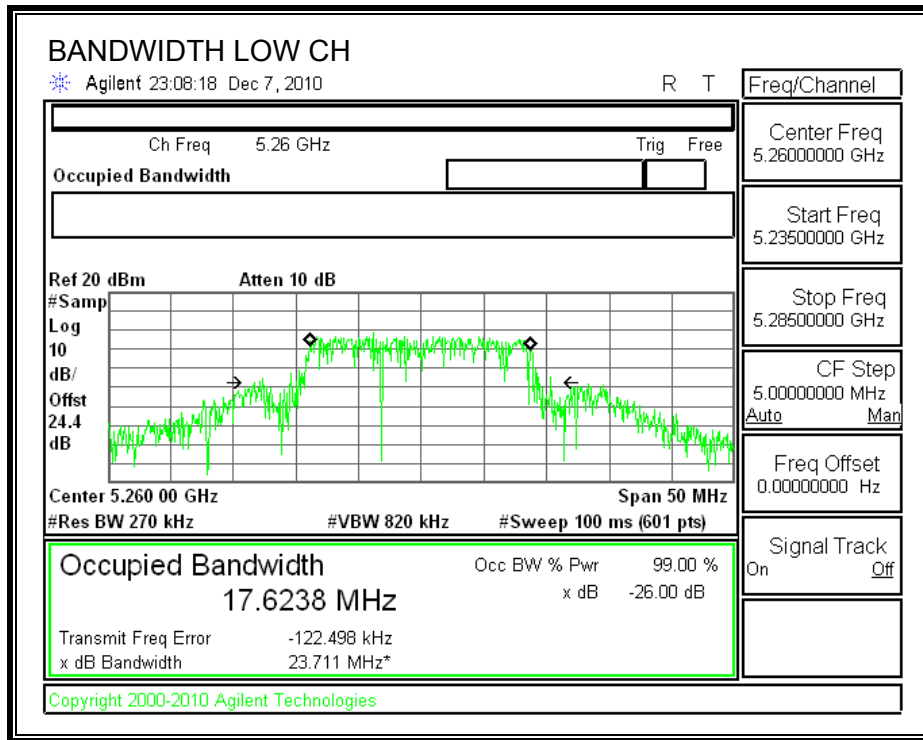 BANDWIDTH LOW CH
Agilent 23:08:18 Dec 7, 2010 R T
Freq/Channel
Ch Freq 5.26 GHz Trig Free
Occupied Bandwidth
Center Freq
5.26000000 GHz
Start Freq
5.23500000 GHz
Stop Freq
5.28500000 GHz
CF Step
5.00000000 MHz
Auto Man
Freq Offset
0.00000000 Hz
Signal Track
On Off
Ref 20 dBm Atten 10 dB
#Samp
Log
10
dB/
Offst
24.4
dB
Center 5.260 00 GHz Span 50 MHz
#Res BW 270 kHz #VBW 820 kHz #Sweep 100 ms (601 pts)
Occupied Bandwidth Occ BW % Pwr 99.00 %
17.6238 MHz x dB -26.00 dB
Transmit Freq Error -122.498 kHz
x dB Bandwidth 23.711 MHz*
Copyright 2000-2010 Agilent Technologies